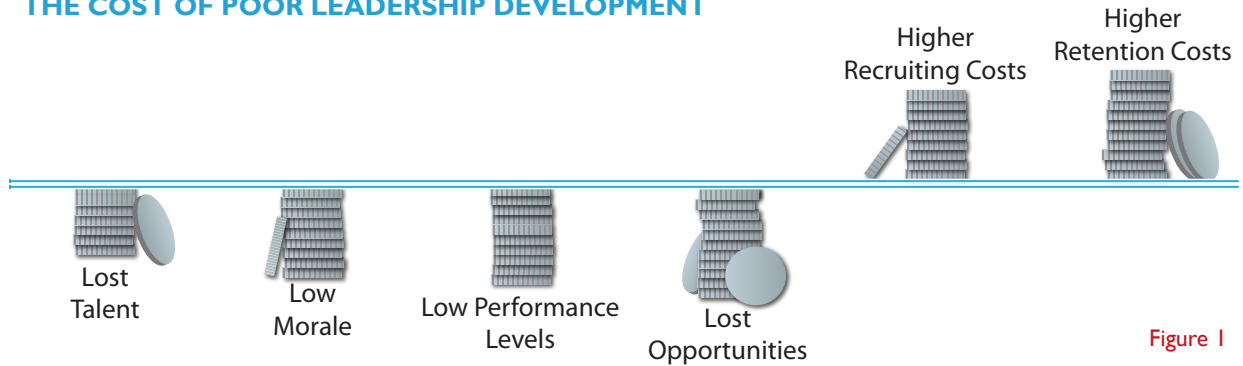 THE COST OF POOR LEADERSHIP DEVELOPMENT
Higher
Recruiting Costs
Higher
Retention Costs
Lost
Talent
Low
Morale
Low Performance
Levels
Lost
Opportunities
Figure 1